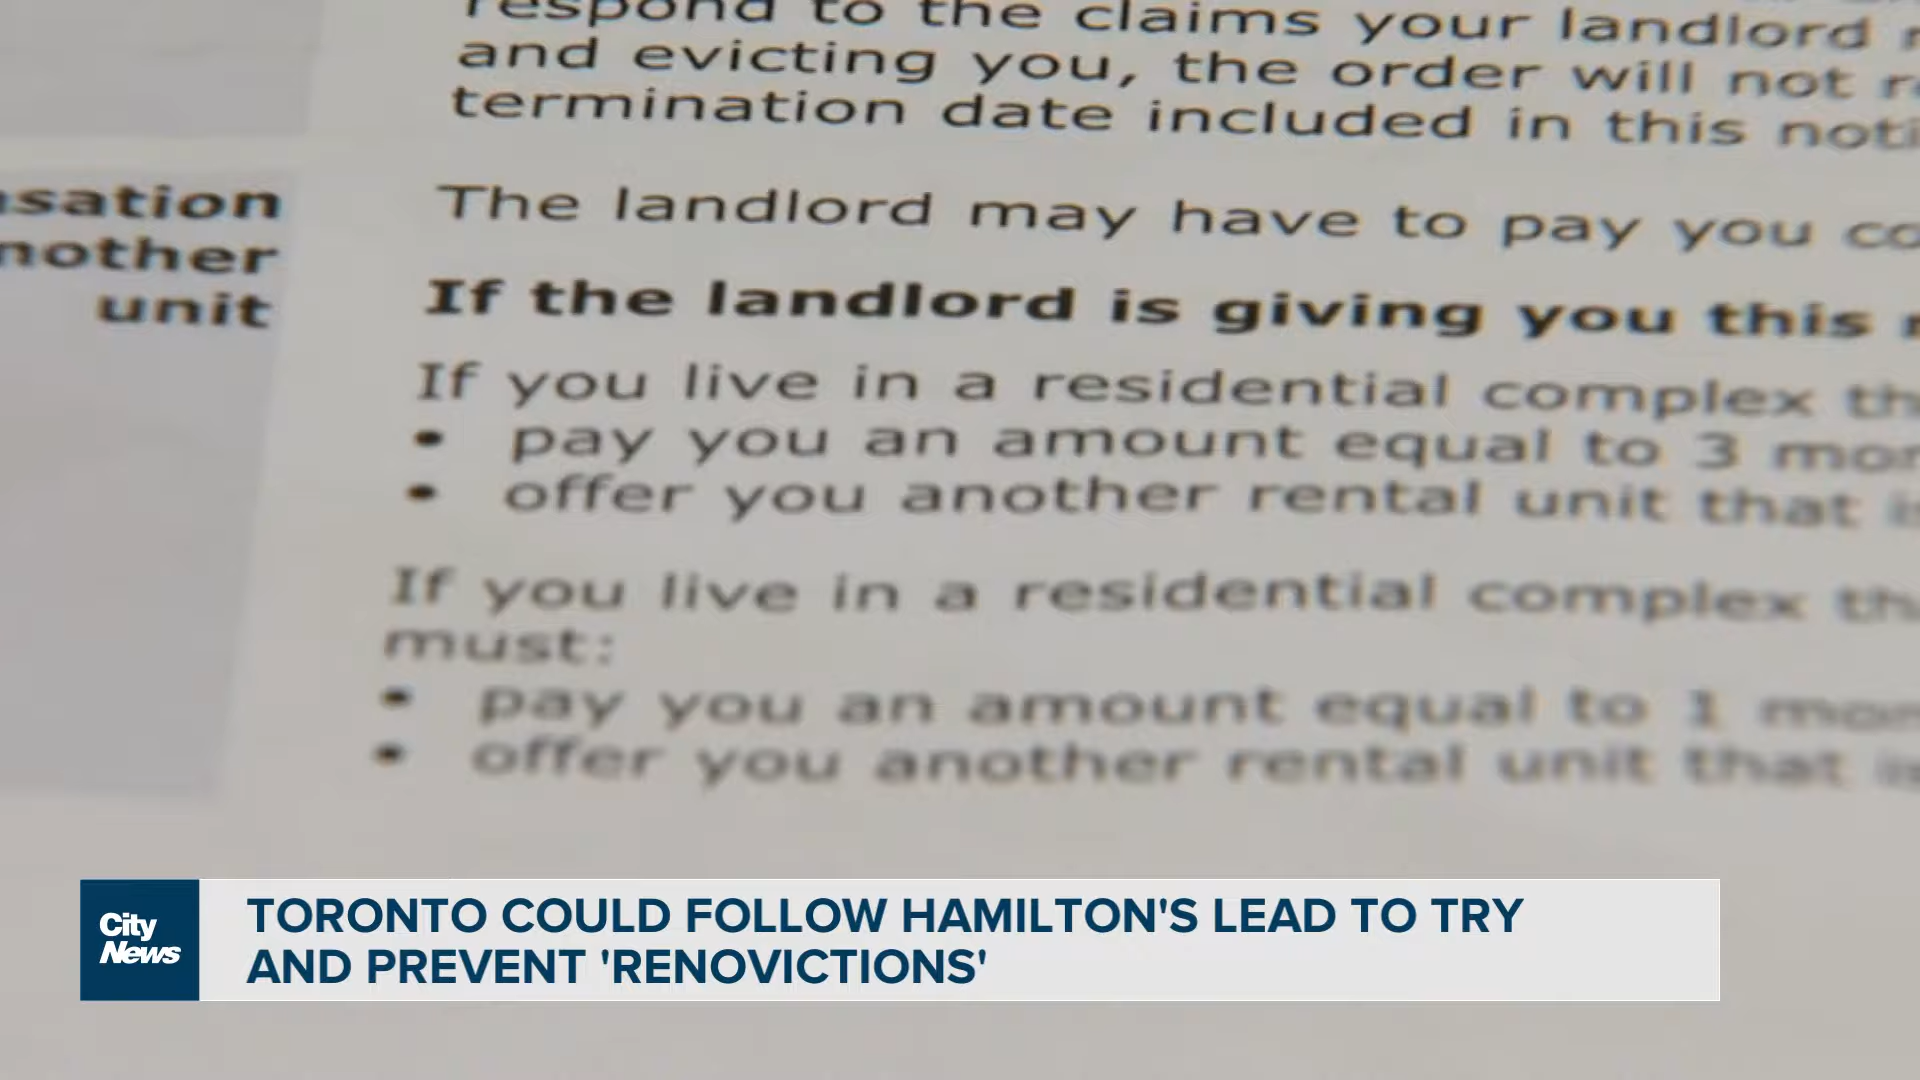 respond to the claims your landlord
and evicting you, the order will not
termination date included in this
The landlord may have to pay you
If the landlord is giving you this
If you live in a residential complex
• pay you an amount equal to 3
• offer you another rental unit that
If you live in a residential complex
must:
• pay you an amount equal to 1
• offer you another rental unit that
nother
unit
City
News
TORONTO COULD FOLLOW HAMILTON'S LEAD TO TRY
AND PREVENT 'RENOVICTIONS'